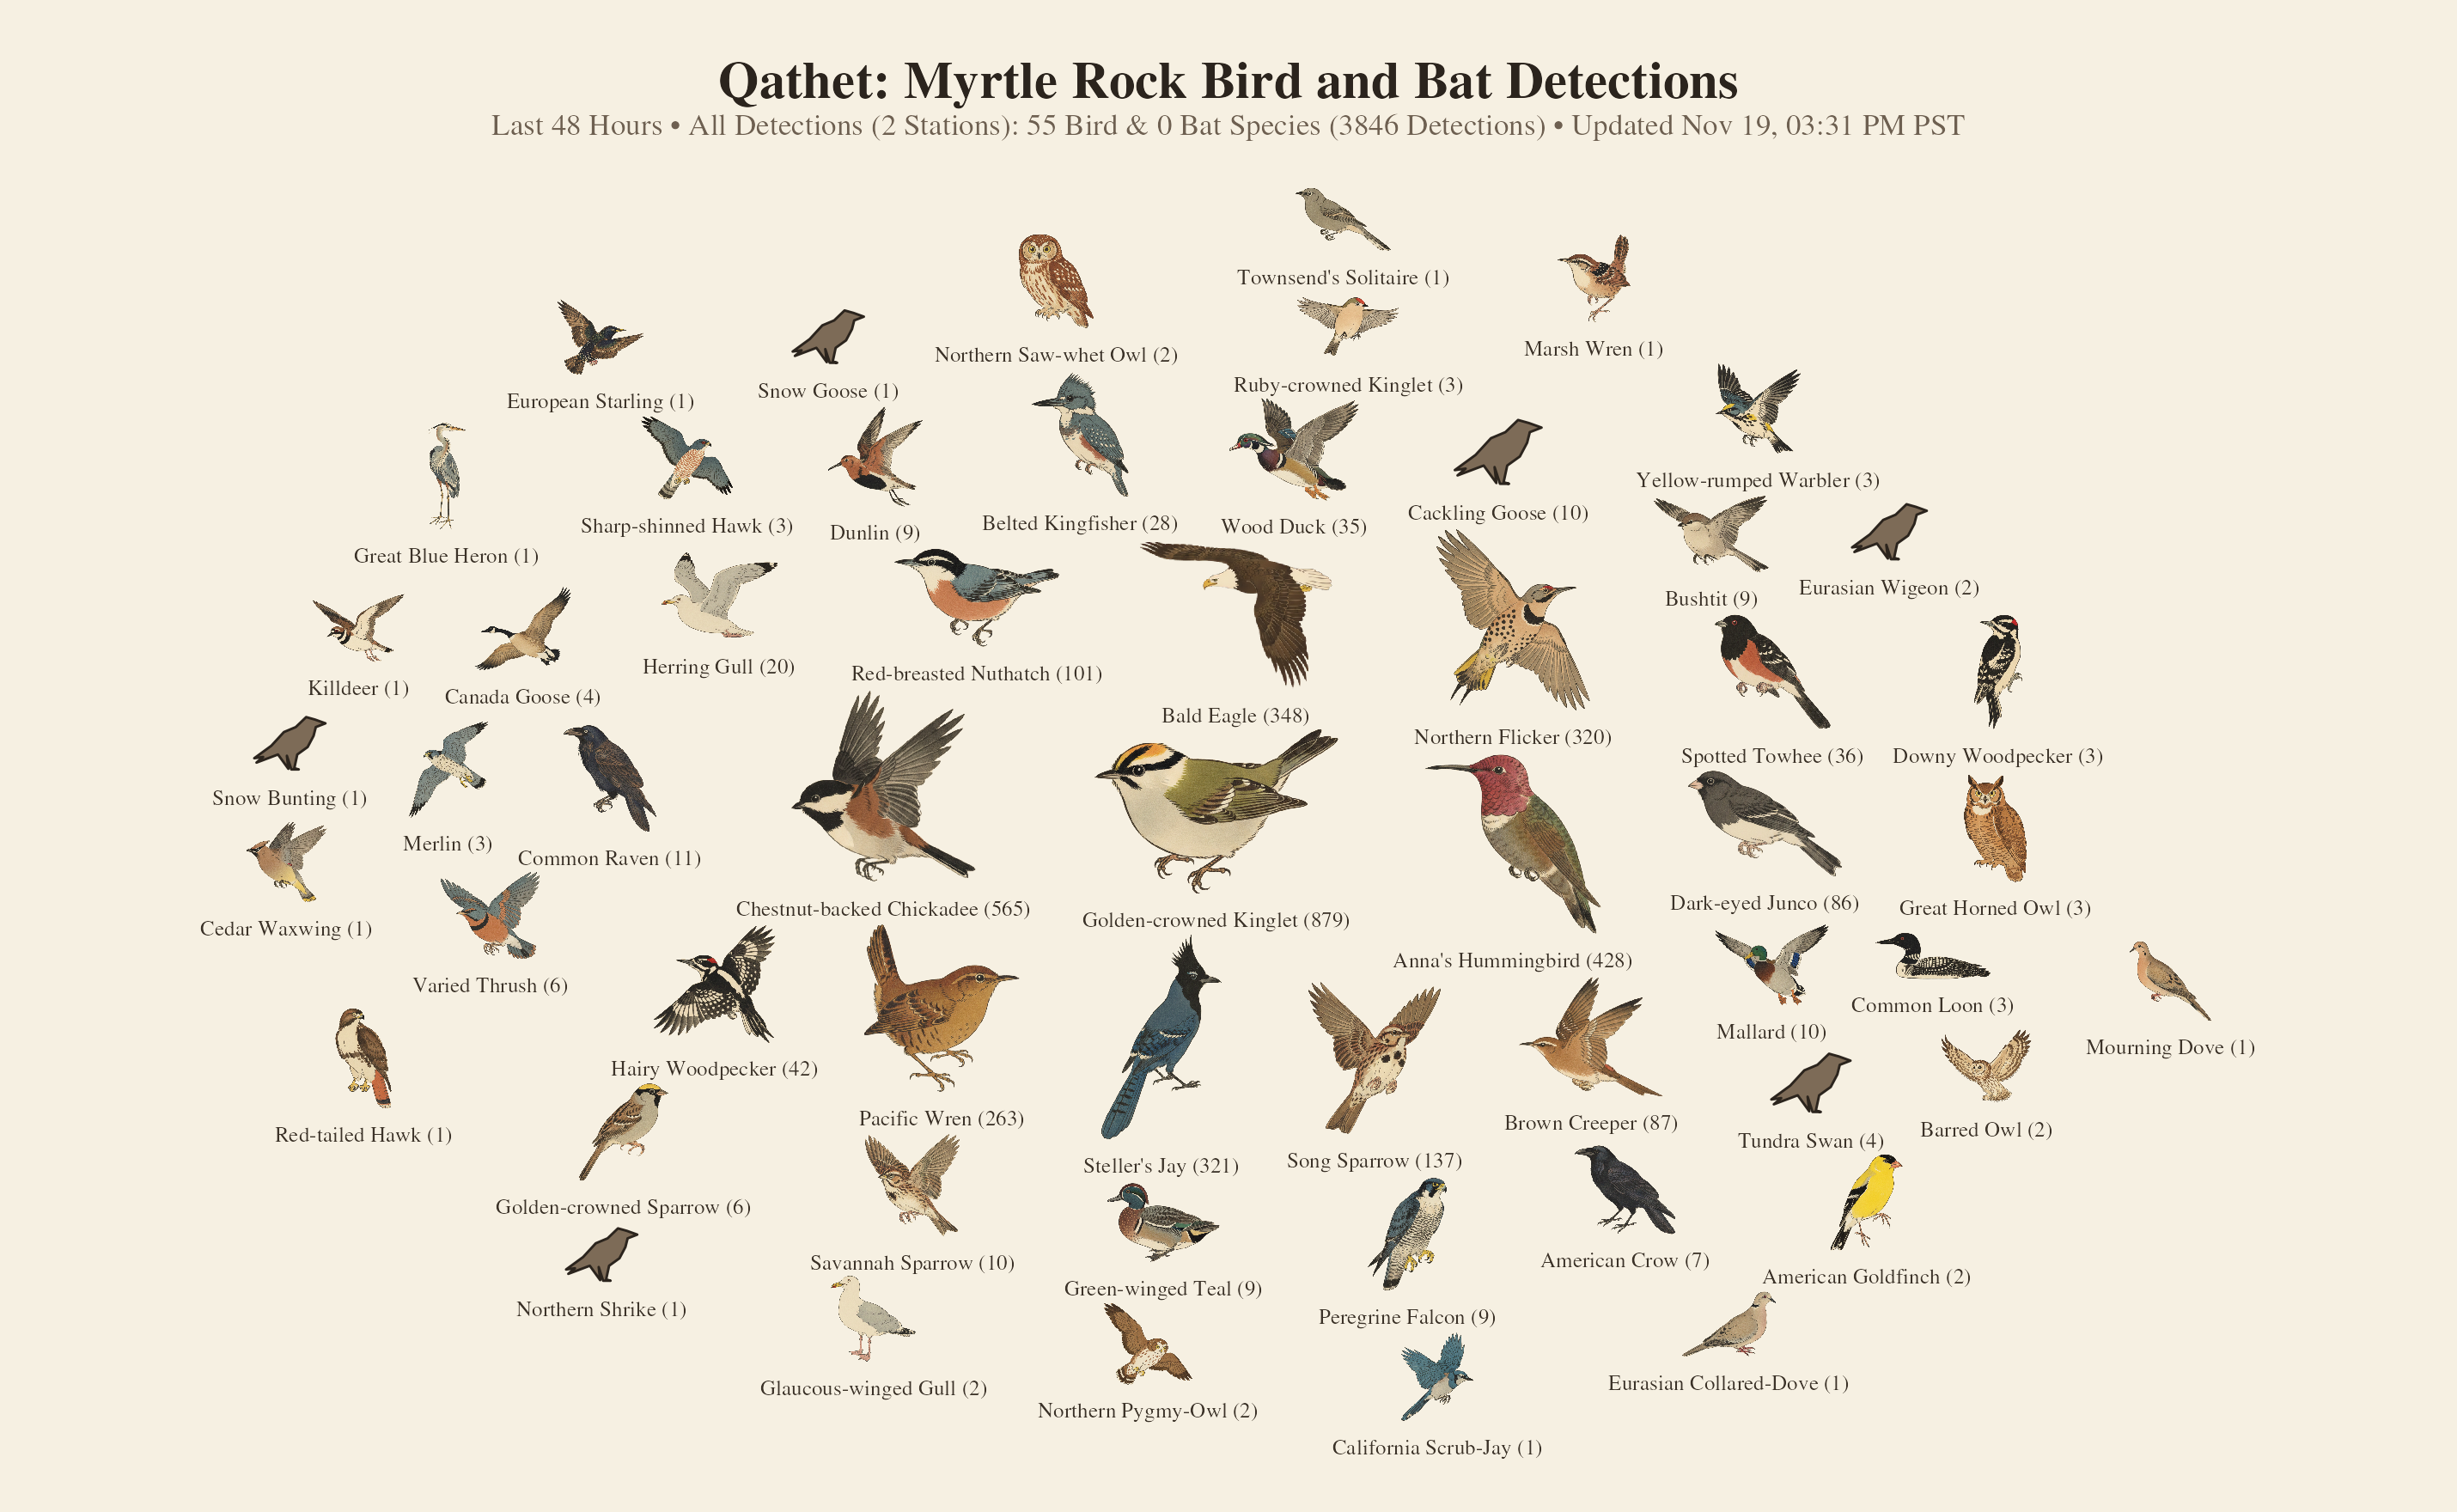 Qathet: Myrtle Rock Bird and Bat Detections
Last 48 Hours • All Detections (2 Stations): 55 Bird & 0 Bat Species (3846 Detections) • Updated Nov 19, 03:31 PM PST
Townsend's Solitaire (1)
Marsh Wren (1)
Northern Saw-whet Owl (2)
Ruby-crowned Kinglet (3)
Snow Goose (1)
European Starling (1)
Yellow-rumped Warbler (3)
Cackling Goose (10)
Belted Kingfisher (28)
Wood Duck (35)
Sharp-shinned Hawk (3)
Dunlin (9)
Great Blue Heron (1)
Eurasian Wigeon (2)
Bushtit (9)
Herring Gull (20)
Red-breasted Nuthatch (101)
Killdeer (1)
Canada Goose (4)
Bald Eagle (348)
Northern Flicker (320)
Spotted Towhee (36)
Downy Woodpecker (3)
Snow Bunting (1)
Merlin (3)
Common Raven (11)
Dark-eyed Junco (86)
Great Horned Owl (3)
Chestnut-backed Chickadee (565)
Golden-crowned Kinglet (879)
Cedar Waxwing (1)
Anna's Hummingbird (428)
Varied Thrush (6)
Common Loon (3)
Mallard (10)
Mourning Dove (1)
Hairy Woodpecker (42)
Pacific Wren (263)
Brown Creeper (87)
Barred Owl (2)
Red-tailed Hawk (1)
Tundra Swan (4)
Song Sparrow (137)
Steller's Jay (321)
Golden-crowned Sparrow (6)
American Crow (7)
Savannah Sparrow (10)
American Goldfinch (2)
Green-winged Teal (9)
Northern Shrike (1)
Peregrine Falcon (9)
Eurasian Collared-Dove (1)
Glaucous-winged Gull (2)
Northern Pygmy-Owl (2)
California Scrub-Jay (1)